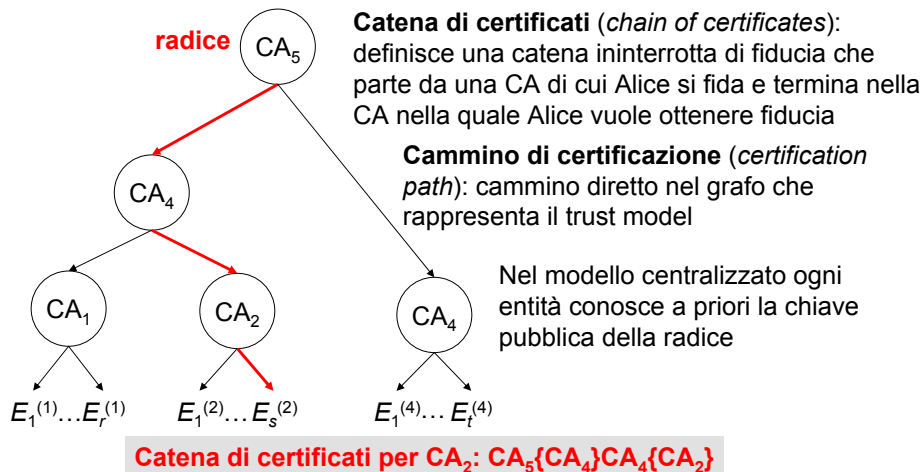 radice
CA₅
Catena di certificati (chain of certificates):
definisce una catena ininterrotta di fiducia che
parte da una CA di cui Alice si fida e termina nella
CA nella quale Alice vuole ottenere fiducia
Cammino di certificazione (certification
path): cammino diretto nel grafo che
rappresenta il trust model
CA₄
Nel modello centralizzato ogni
entità conosce a priori la chiave
pubblica della radice
CA₁
CA₂
CA₄
E₁⁽¹⁾…Eᵣ⁽¹⁾
E₁⁽²⁾…Eₛ⁽²⁾
E₁⁽⁴⁾…Eₜ⁽⁴⁾
Catena di certificati per CA₂: CA₅{CA₄}CA₄{CA₂}